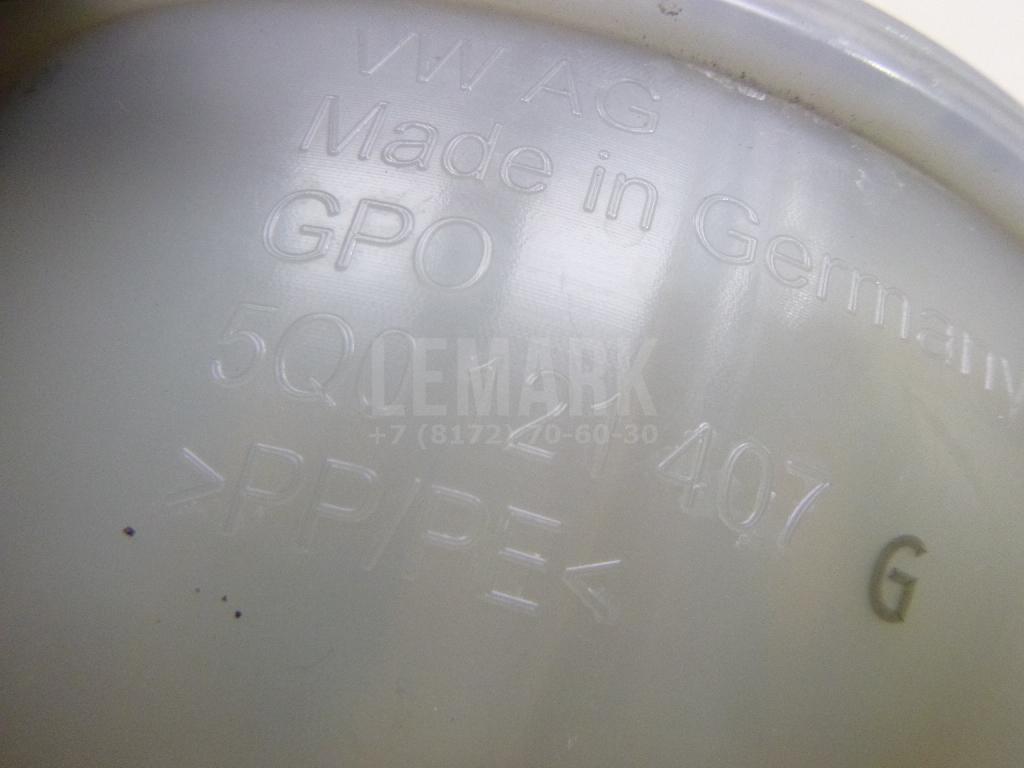 VW AG
Made in Germany
GPO
5Q0 121 407
>PP/PE<
G
LEMARK
+7 (8172) 70-60-30